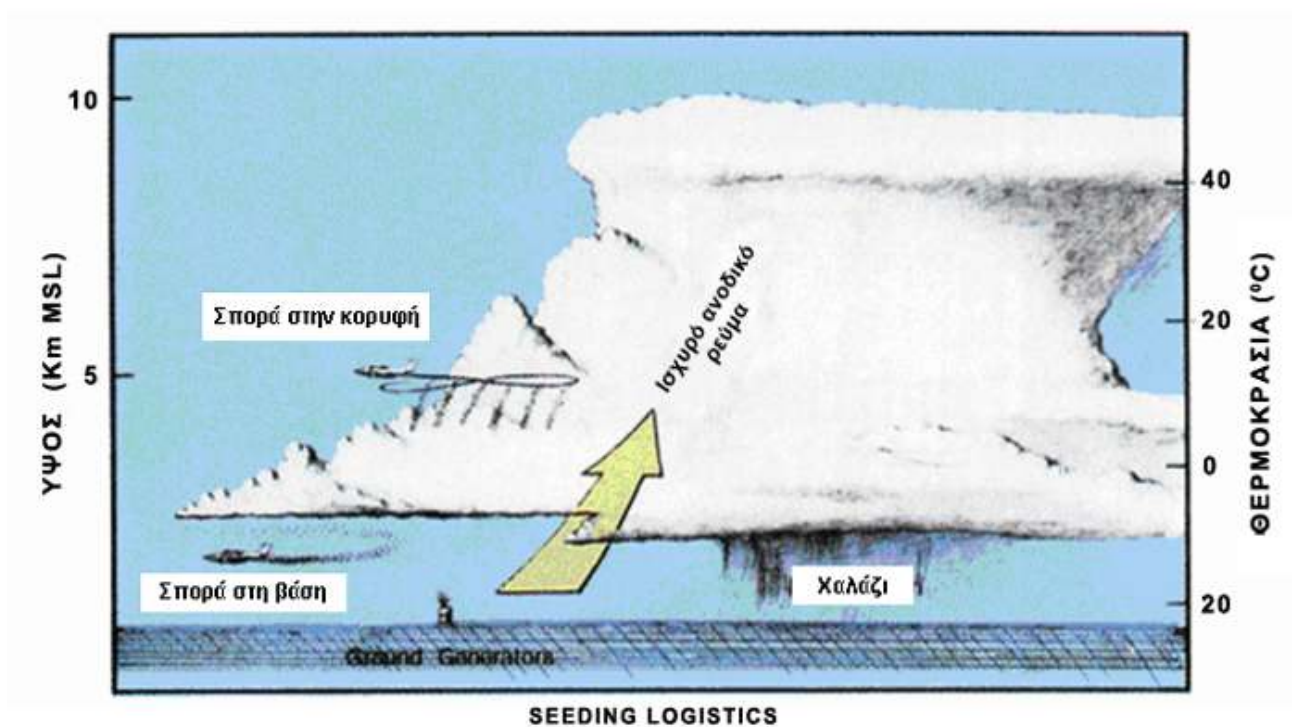 10
40
ΥΨΟΣ (Km MSL)
Σπορά στην κορυφή
Ισχυρό ανοδικό
ρεύμα
20
5
0
ΘΕΡΜΟΚΡΑΣΙΑ (ºC)
Σπορά στη βάση
Χαλάζι
20
Ground Generators
SEEDING LOGISTICS